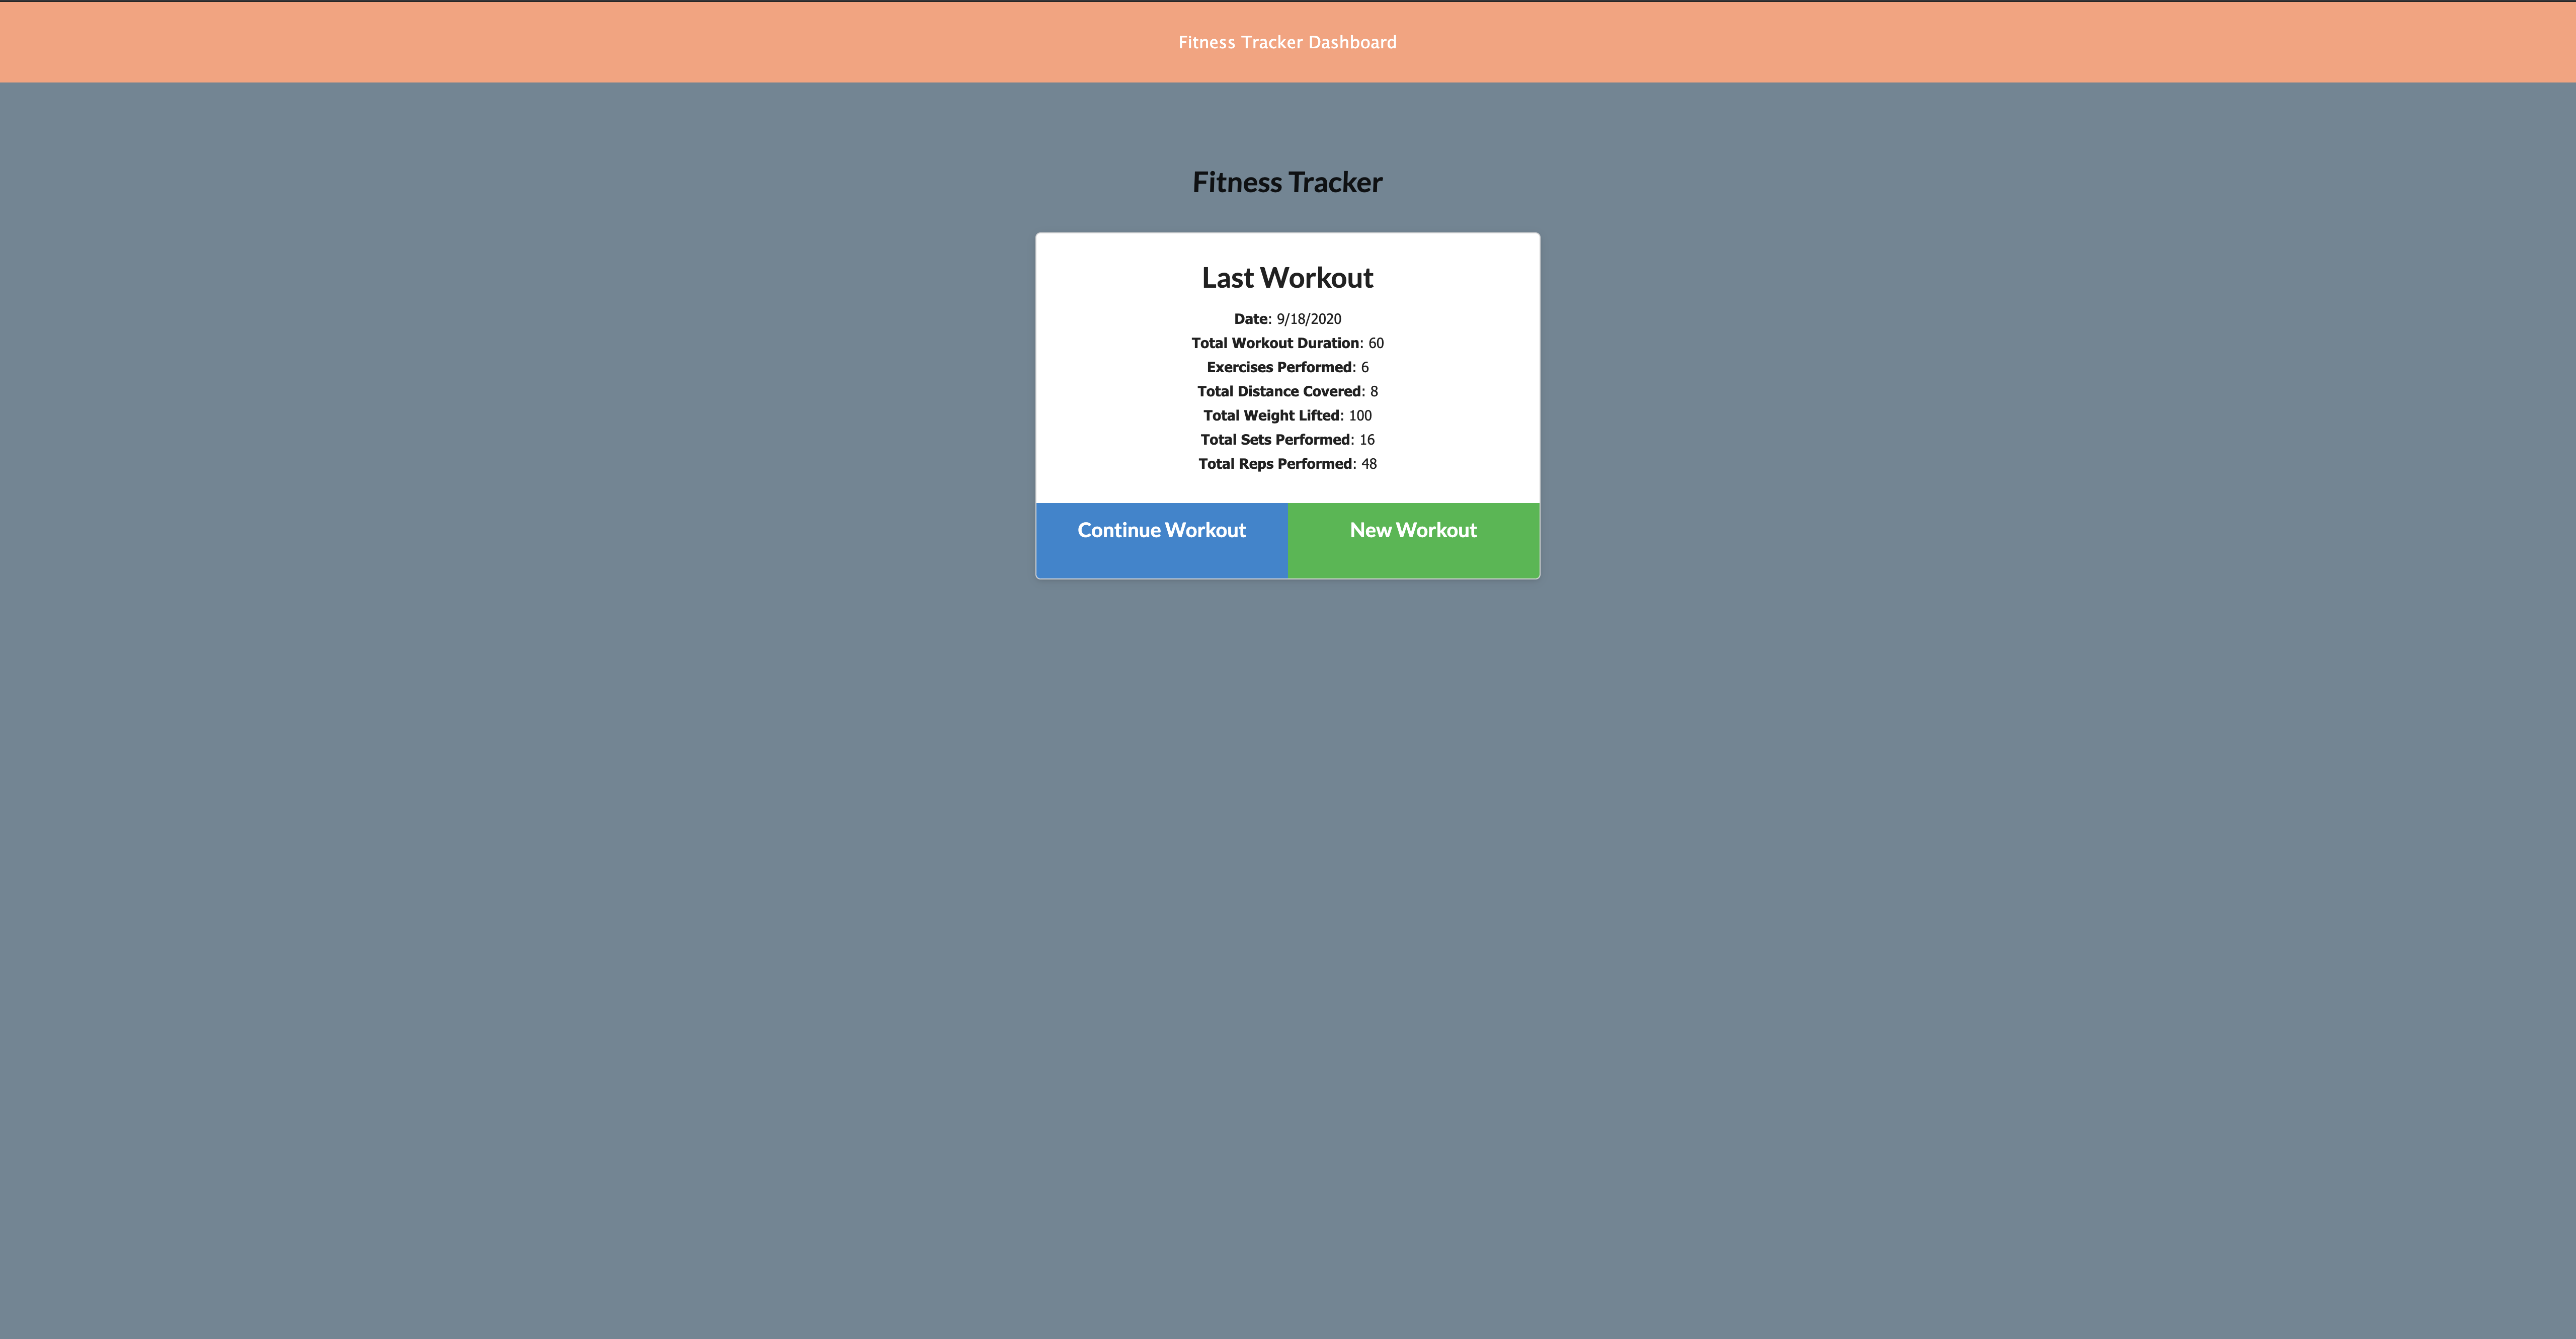 Fitness Tracker Dashboard
Fitness Tracker
Last Workout
Date: 9/18/2020
Total Workout Duration: 60
Exercises Performed: 6
Total Distance Covered: 8
Total Weight Lifted: 100
Total Sets Performed: 16
Total Reps Performed: 48
Continue Workout
New Workout